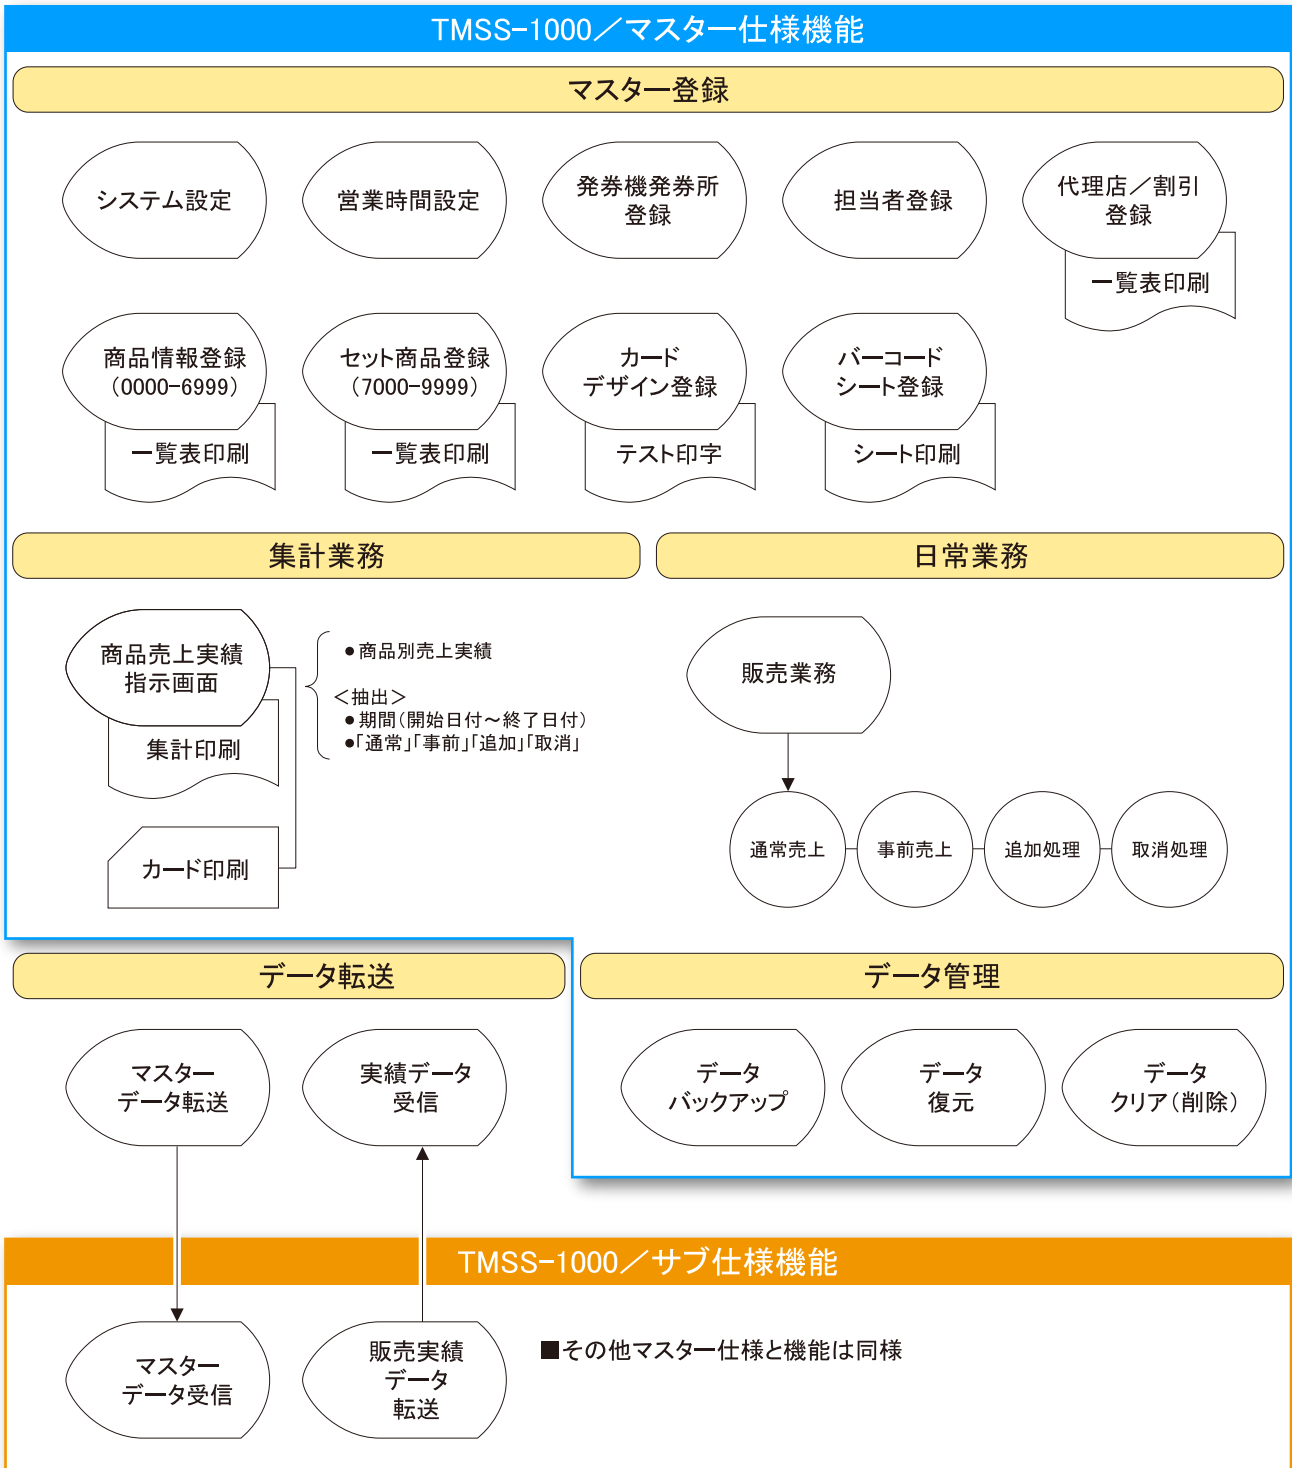 TMSS-1000／マスター仕様機能
マスター登録
システム設定
営業時間設定
発券機発券所
登録
担当者登録
代理店／割引
登録
一覧表印刷
商品情報登録
（0000-6999）
一覧表印刷
セット商品登録
（7000-9999）
一覧表印刷
カード
デザイン登録
テスト印字
バーコード
シート登録
シート印刷
集計業務
商品売上実績
指示画面
集計印刷
カード印刷
●商品別売上実績
＜抽出＞
●期間（開始日付～終了日付）
●「通常」「事前」「追加」「取消」
日常業務
販売業務
通常売上
事前売上
追加処理
取消処理
データ転送
マスター
データ転送
実績データ
受信
データ管理
データ
バックアップ
データ
復元
データ
クリア（削除）
TMSS-1000／サブ仕様機能
マスター
データ受信
販売実績
データ
転送
■その他マスター仕様と機能は同様